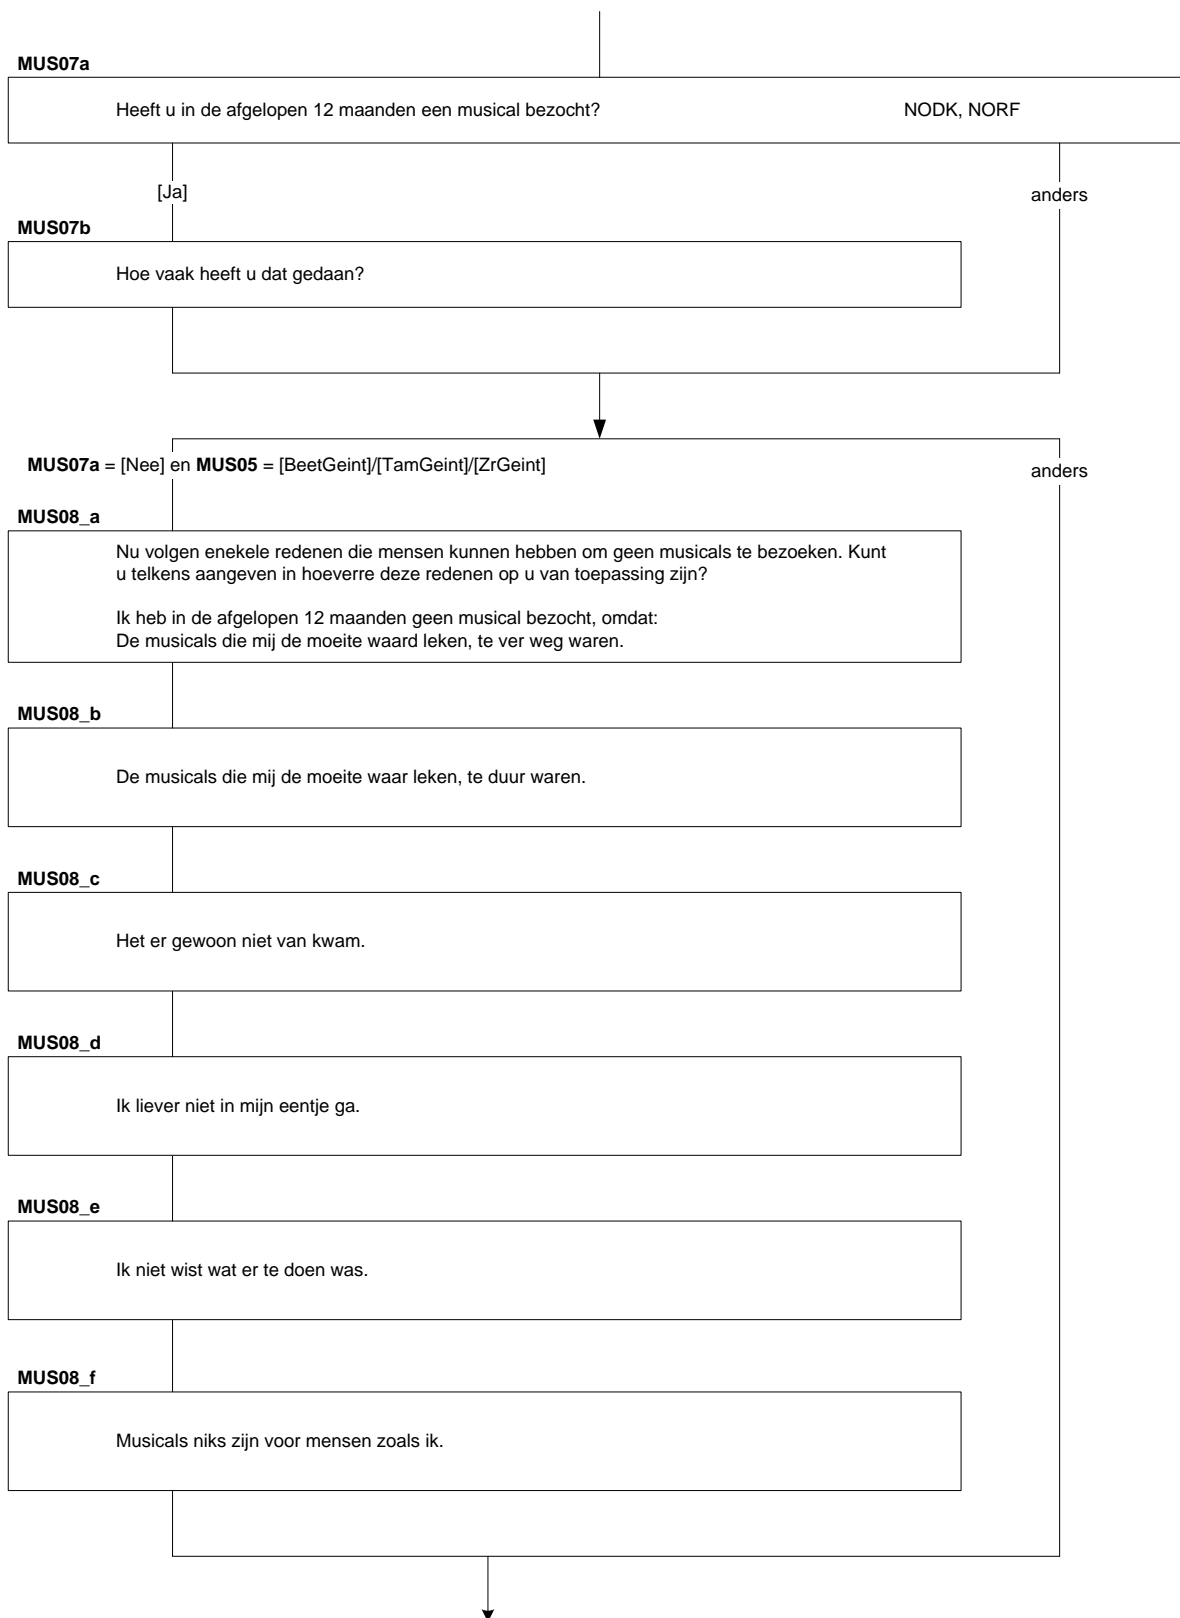 MUS07a
Heeft u in de afgelopen 12 maanden een musical bezocht? NODK, NORF
[Ja] anders
MUS07b
Hoe vaak heeft u dat gedaan?
MUS07a = [Nee] en MUS05 = [BeetGeint]/[TamGeint]/[ZrGeint]
anders
MUS08_a
Nu volgen enekele redenen die mensen kunnen hebben om geen musicals te bezoeken. Kunt
u telkens aangeven in hoeverre deze redenen op u van toepassing zijn?
Ik heb in de afgelopen 12 maanden geen musical bezocht, omdat:
De musicals die mij de moeite waard leken, te ver weg waren.
MUS08_b
De musicals die mij de moeite waar leken, te duur waren.
MUS08_c
Het er gewoon niet van kwam.
MUS08_d
Ik liever niet in mijn eentje ga.
MUS08_e
Ik niet wist wat er te doen was.
MUS08_f
Musicals niks zijn voor mensen zoals ik.